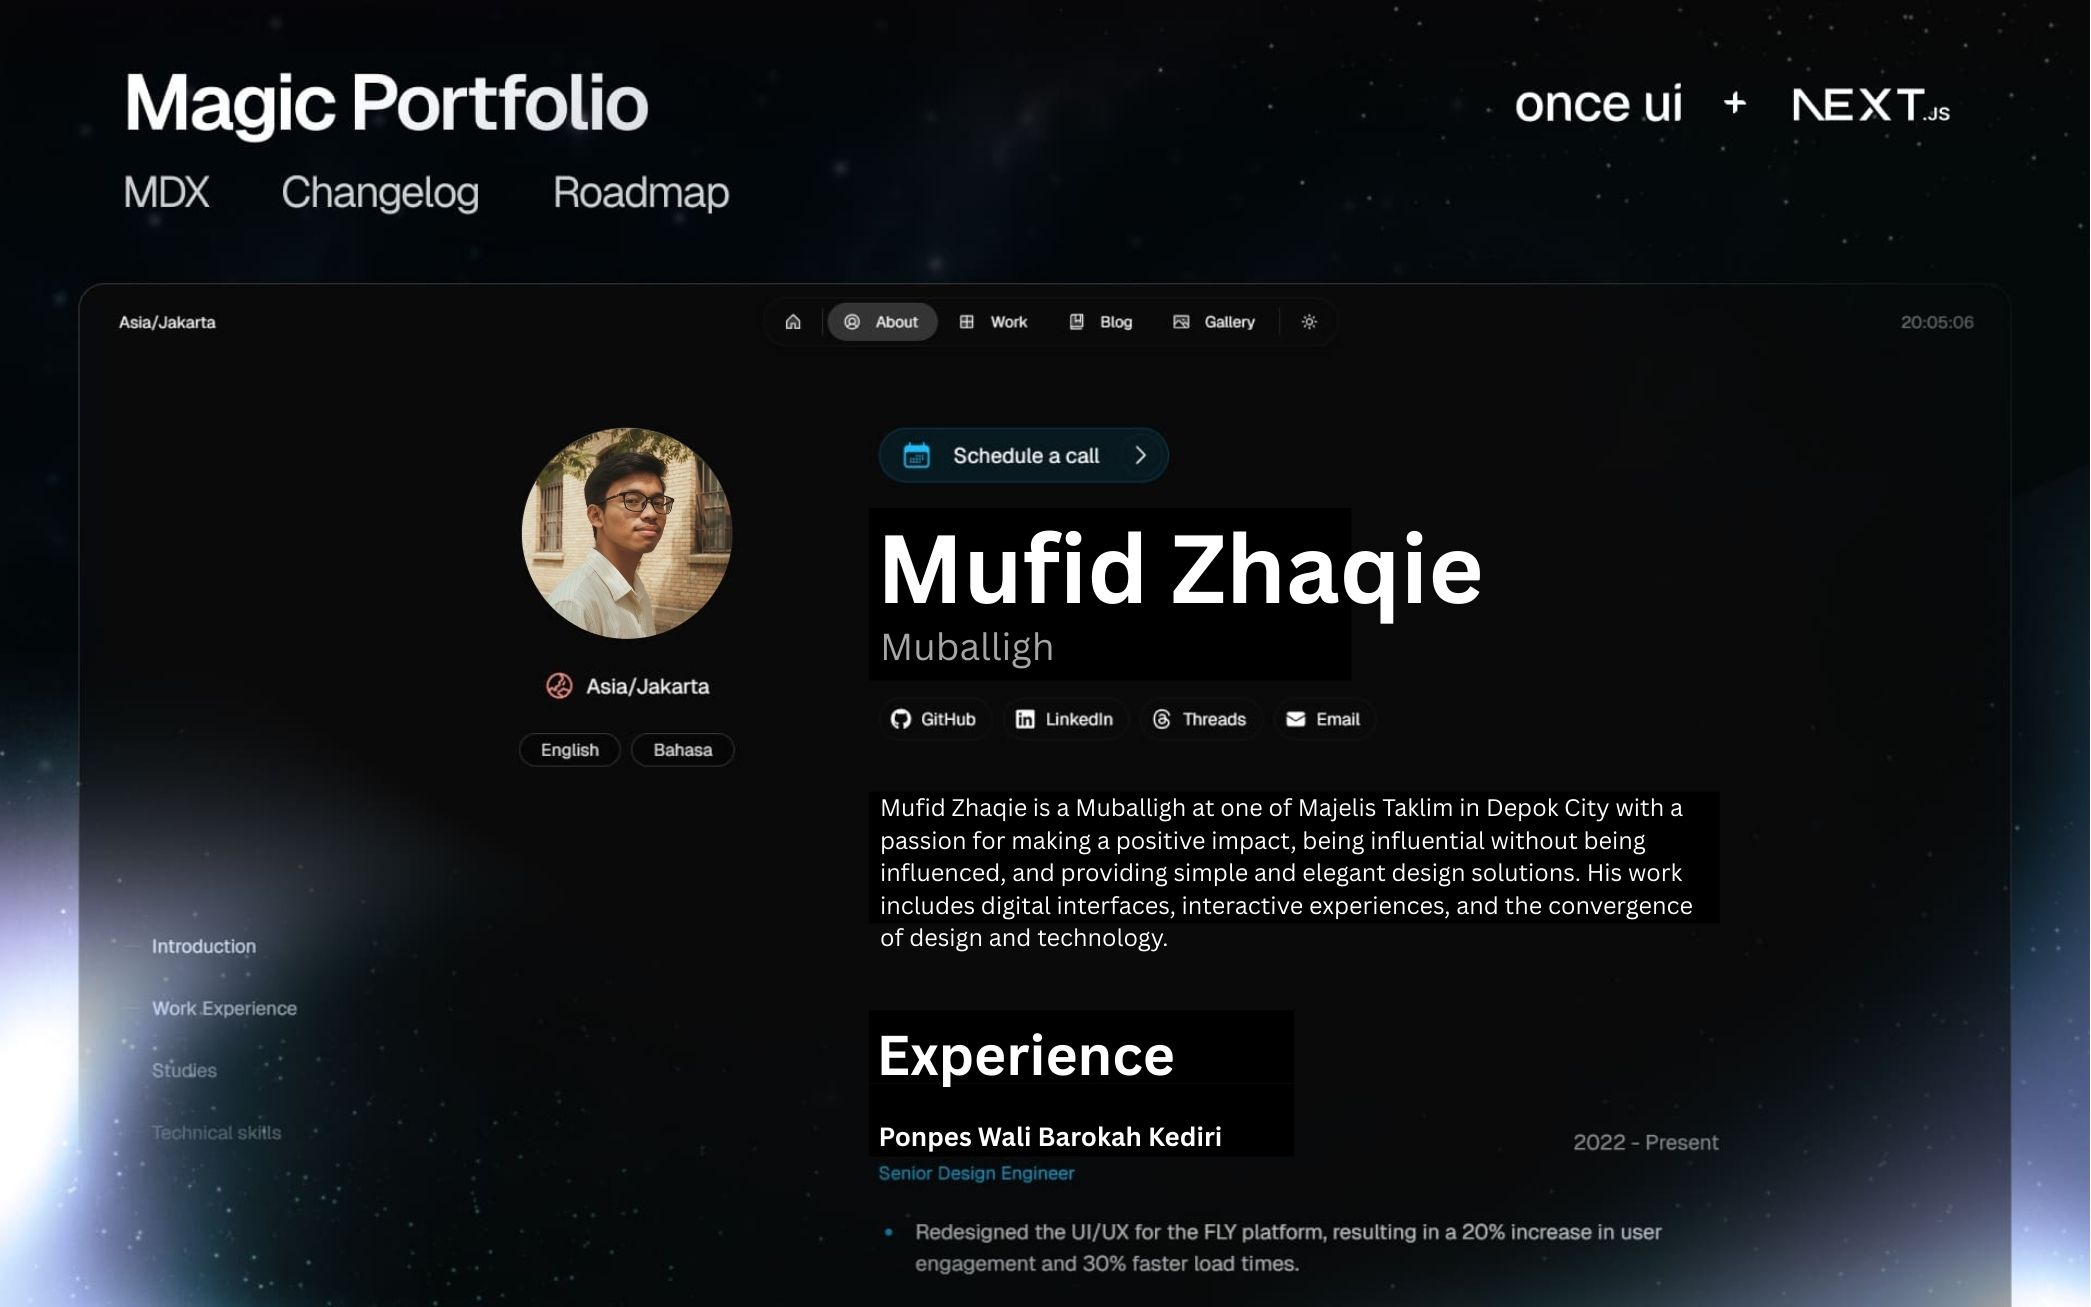 Magic Portfolio
once ui + NEXT.JS
MDX Changelog Roadmap
Asia/Jakarta
About Work Blog Gallery
20:05:06
Schedule a call
Mufid Zhaqie
Muballigh
Asia/Jakarta
English Bahasa
GitHub LinkedIn Threads Email
Mufid Zhaqie is a Muballigh at one of Majelis Taklim in Depok City with a
passion for making a positive impact, being influential without being
influenced, and providing simple and elegant design solutions. His work
includes digital interfaces, interactive experiences, and the convergence
of design and technology.
Introduction
Work Experience
Studies
Technical skills
Experience
Ponpes Wali Barokah Kediri
2022 - Present
Senior Design Engineer
• Redesigned the UI/UX for the FLY platform, resulting in a 20% increase in user
engagement and 30% faster load times.